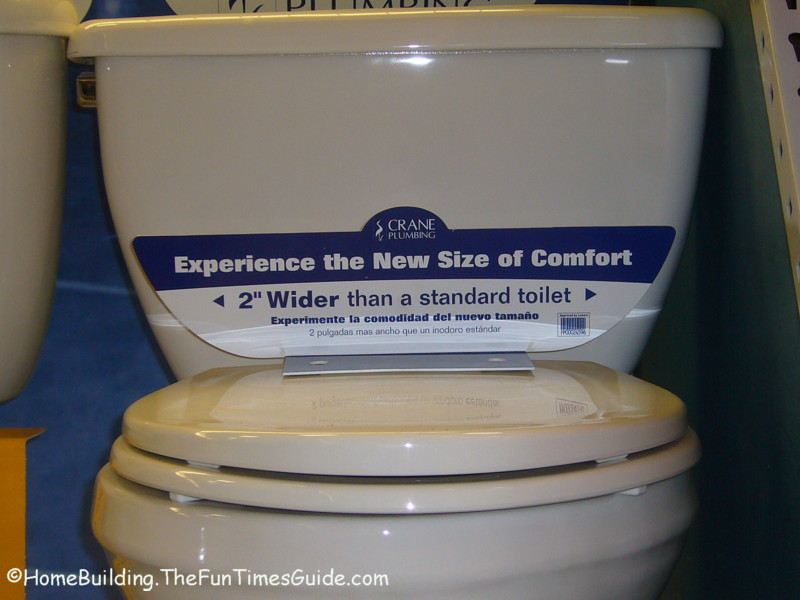 PLUMBING
CRANE
PLUMBING
Experience the New Size of Comfort
2" Wider than a standard toilet
Experimente la comodidad del nuevo tamaño
2 pulgadas mas ancho que un inodoro estándar
©HomeBuilding.TheFunTimesGuide.com